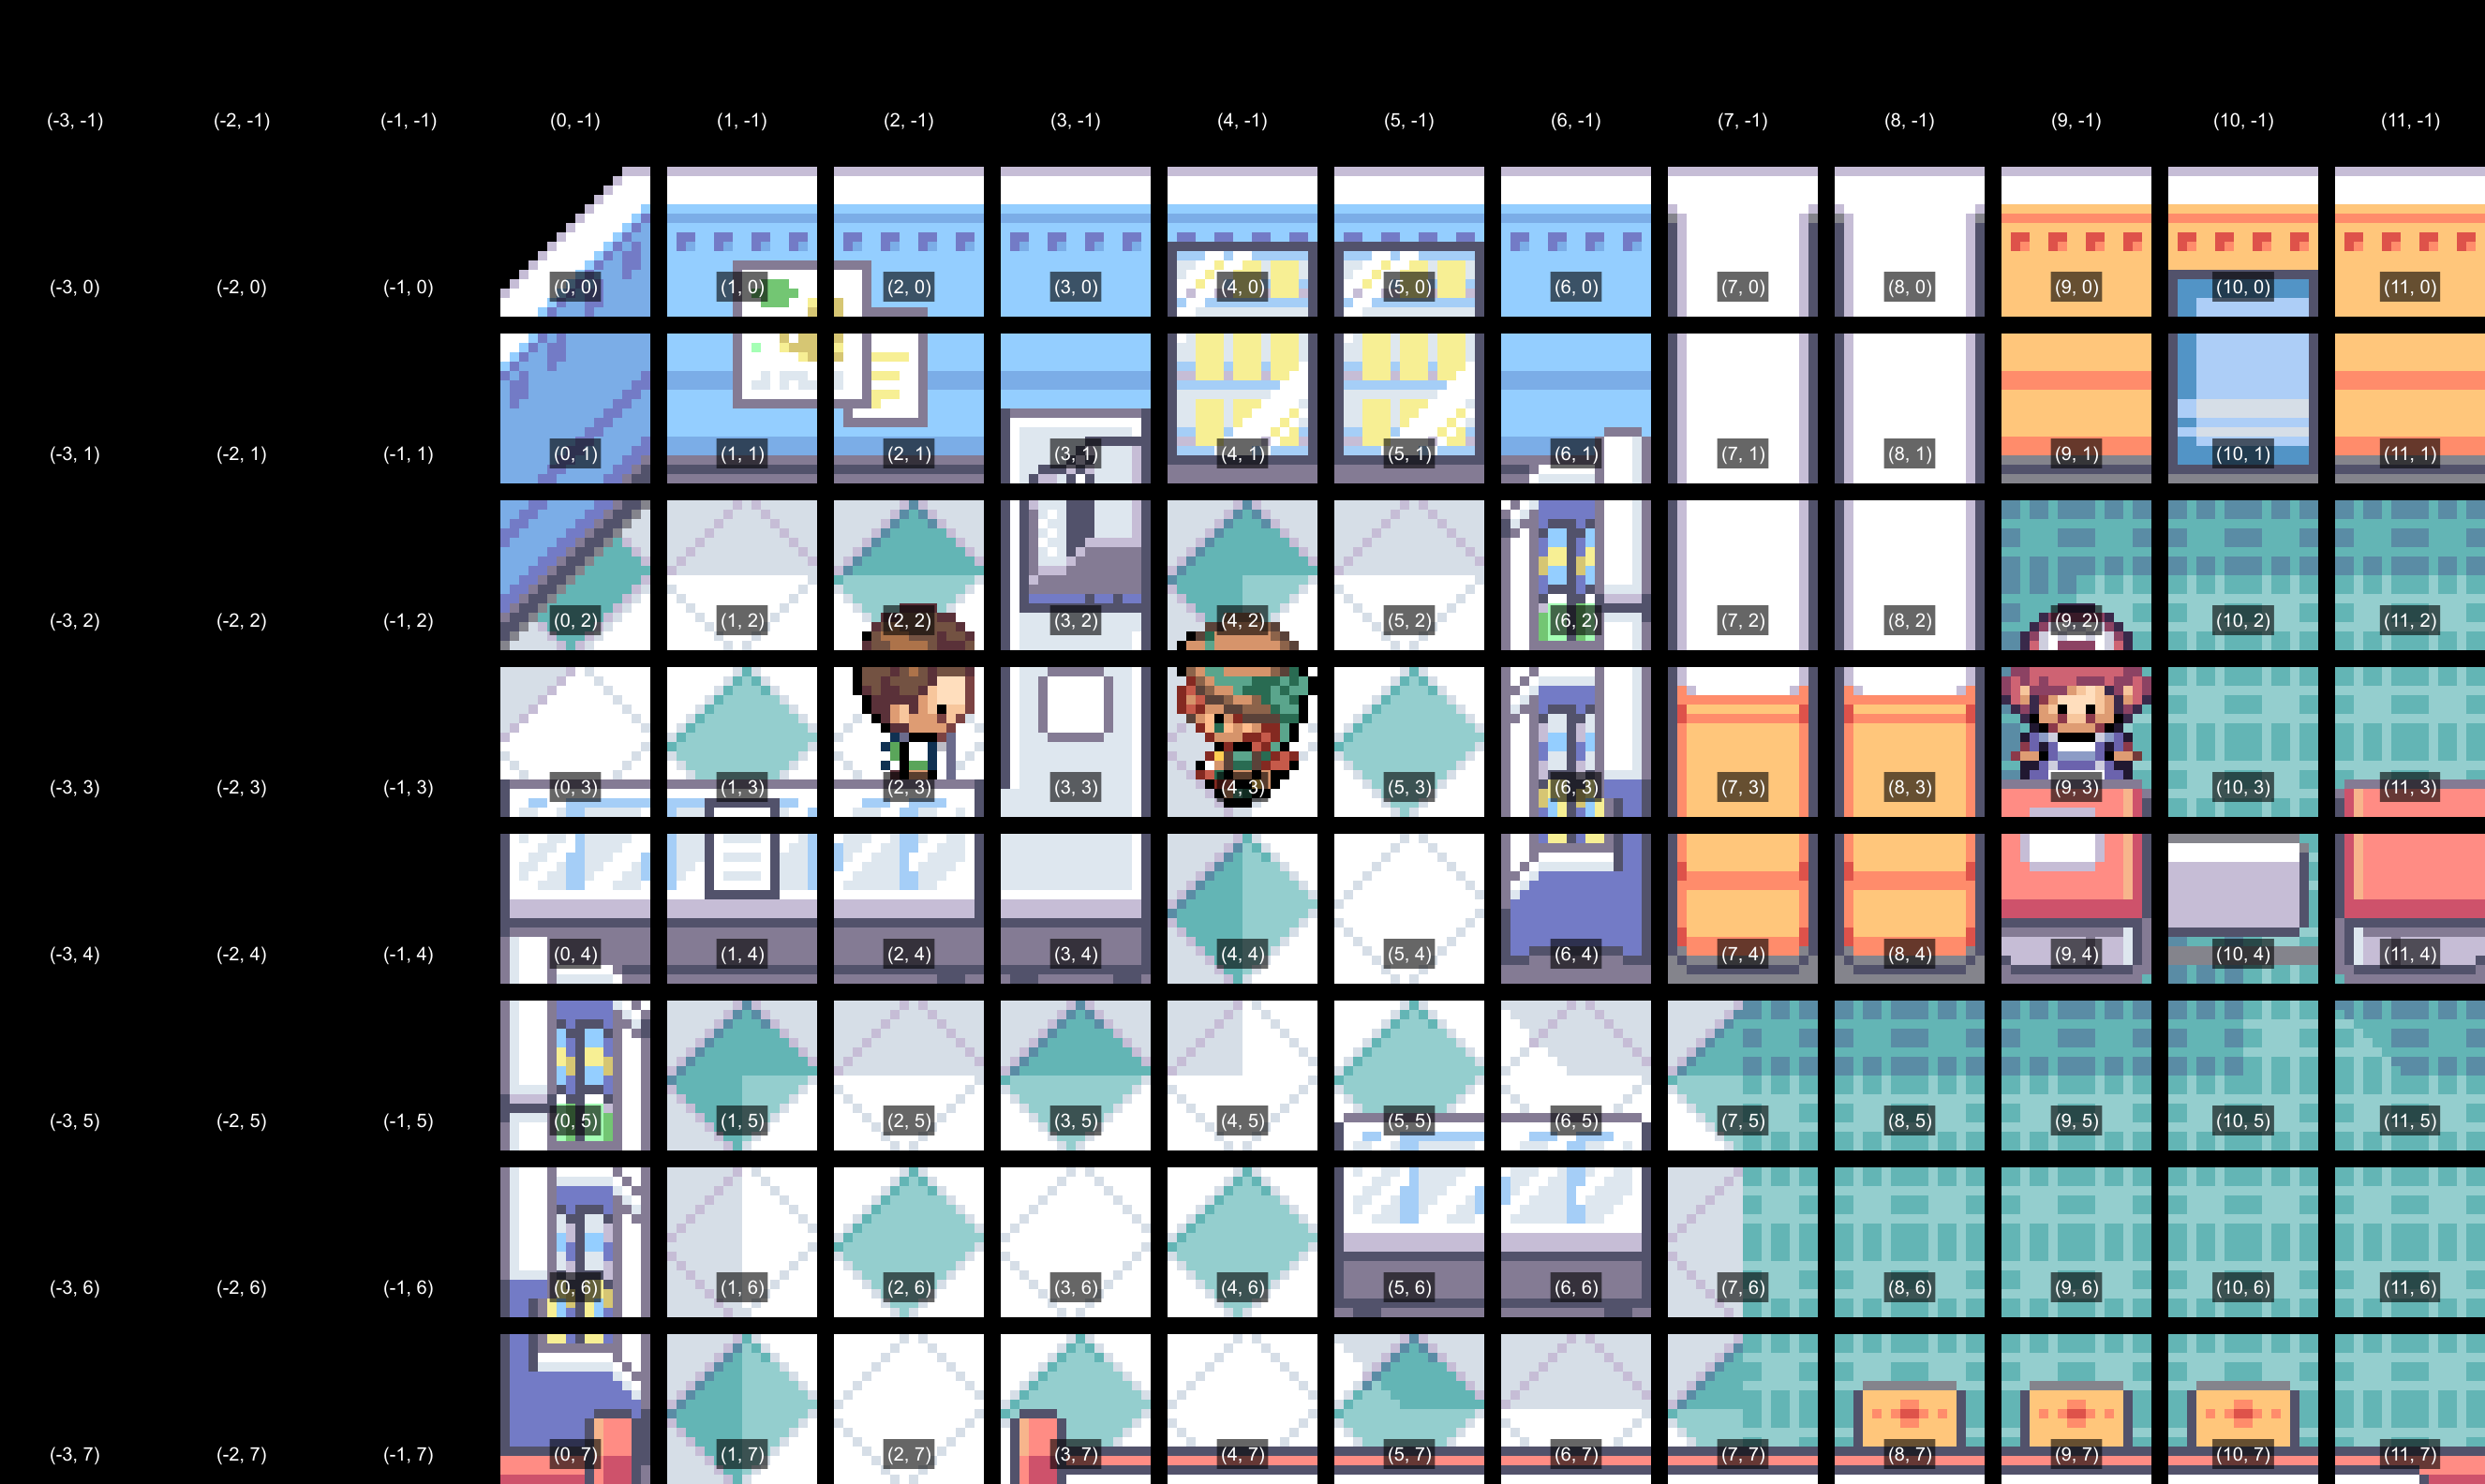 (-3, -1) (-2, -1) (-1, -1) (0, -1) (1, -1) (2, -1) (3, -1) (4, -1) (5, -1) (6, -1) (7, -1) (8, -1) (9, -1) (10, -1) (11, -1)
(-3, 0) (-2, 0) (-1, 0) (0, 0) (1, 0) (2, 0) (3, 0) (4, 0) (5, 0) (6, 0) (7, 0) (8, 0) (9, 0) (10, 0) (11, 0)
(-3, 1) (-2, 1) (-1, 1) (0, 1) (1, 1) (2, 1) (3, 1) (4, 1) (5, 1) (6, 1) (7, 1) (8, 1) (9, 1) (10, 1) (11, 1)
(-3, 2) (-2, 2) (-1, 2) (0, 2) (1, 2) (2, 2) (3, 2) (4, 2) (5, 2) (6, 2) (7, 2) (8, 2) (9, 2) (10, 2) (11, 2)
(-3, 3) (-2, 3) (-1, 3) (0, 3) (1, 3) (2, 3) (3, 3) (4, 3) (5, 3) (6, 3) (7, 3) (8, 3) (9, 3) (10, 3) (11, 3)
(-3, 4) (-2, 4) (-1, 4) (0, 4) (1, 4) (2, 4) (3, 4) (4, 4) (5, 4) (6, 4) (7, 4) (8, 4) (9, 4) (10, 4) (11, 4)
(-3, 5) (-2, 5) (-1, 5) (0, 5) (1, 5) (2, 5) (3, 5) (4, 5) (5, 5) (6, 5) (7, 5) (8, 5) (9, 5) (10, 5) (11, 5)
(-3, 6) (-2, 6) (-1, 6) (0, 6) (1, 6) (2, 6) (3, 6) (4, 6) (5, 6) (6, 6) (7, 6) (8, 6) (9, 6) (10, 6) (11, 6)
(-3, 7) (-2, 7) (-1, 7) (0, 7) (1, 7) (2, 7) (3, 7) (4, 7) (5, 7) (6, 7) (7, 7) (8, 7) (9, 7) (10, 7) (11, 7)